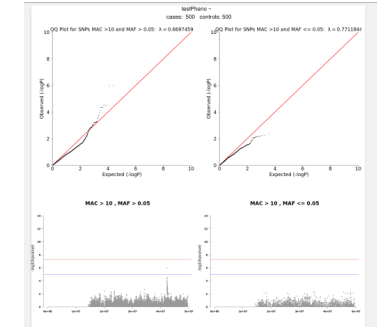 testPheno ~
cases: 500 controls: 500
QQ Plot for SNPs MAC >10 and MAF > 0.05: λ = 0.6697459
QQ Plot for SNPs MAC >10 and MAF <= 0.05: λ = 0.7711844
10
8
6
4
2
0
Observed (-logP)
0 2 4 6 8 10
Expected (-logP)
10
8
6
4
2
0
Observed (-logP)
0 2 4 6 8 10
Expected (-logP)
MAC > 10 , MAF > 0.05
MAC > 10 , MAF <= 0.05